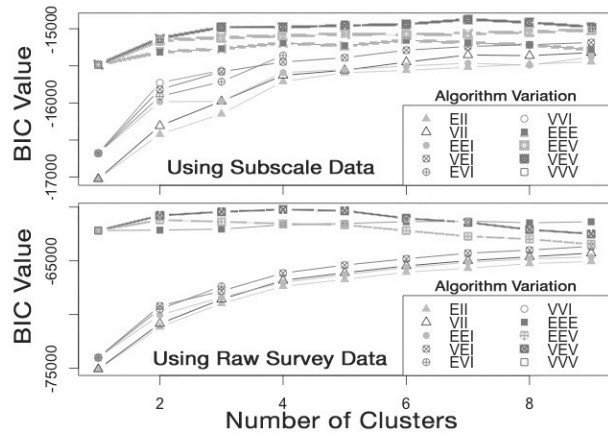 BIC Value
-15000
-16000
-17000
Using Subscale Data
Algorithm Variation
EII
VII
EEI
VEI
EVI
VVI
EEE
EEV
VEV
VVV
BIC Value
-65000
-75000
Using Raw Survey Data
Algorithm Variation
EII
VII
EEI
VEI
EVI
VVI
EEE
EEV
VEV
VVV
2
4
6
8
Number of Clusters